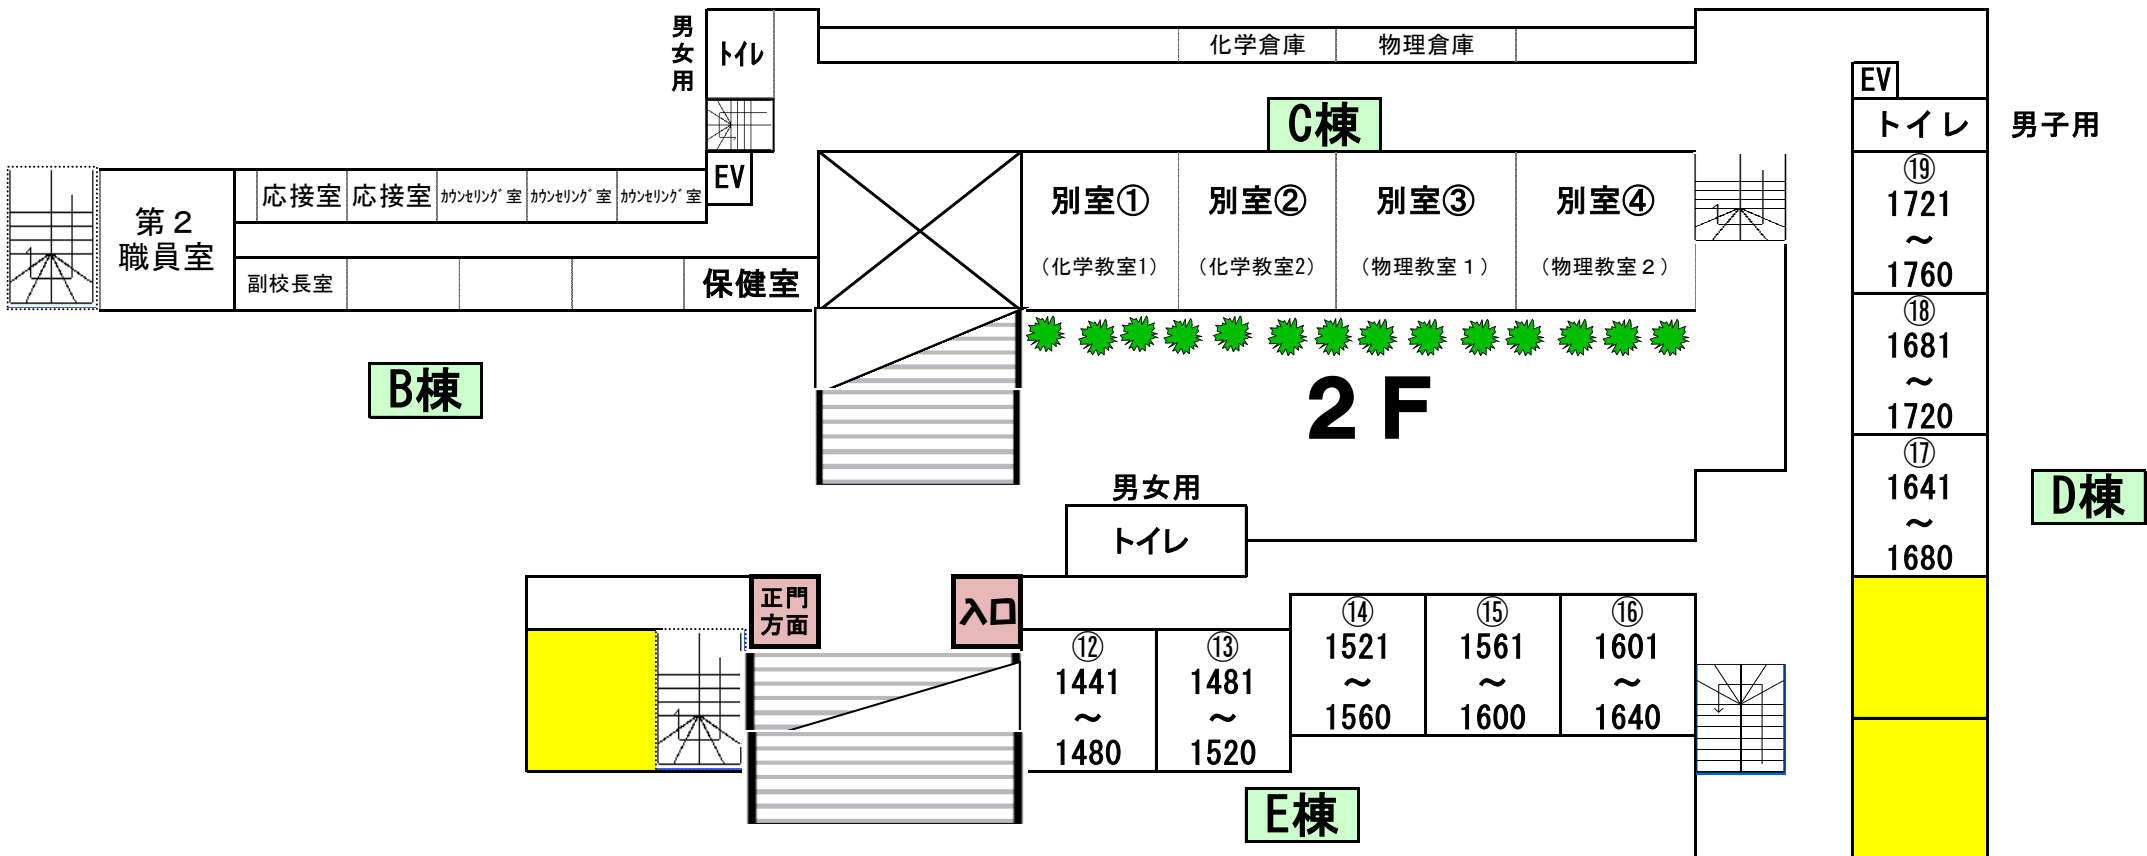 男女用
トイレ
化学倉庫
物理倉庫
EV
C棟
トイレ
男子用
EV
第２
職員室
応接室
応接室
ｶｳﾝｾﾘﾝｸﾞ室
ｶｳﾝｾﾘﾝｸﾞ室
ｶｳﾝｾﾘﾝｸﾞ室
副校長室
保健室
別室①
(化学教室1)
別室②
(化学教室2)
別室③
(物理教室１)
別室④
(物理教室２)
⑲
1721
～
1760
⑱
1681
～
1720
⑰
1641
～
1680
B棟
２F
D棟
男女用
トイレ
正門
方面
入口
⑫
1441
～
1480
⑬
1481
～
1520
⑭
1521
～
1560
⑮
1561
～
1600
⑯
1601
～
1640
E棟